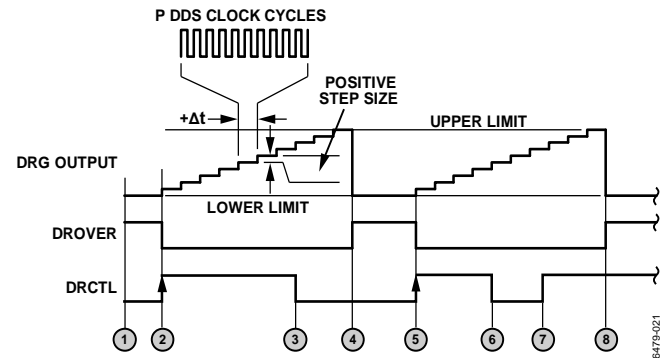 P DDS CLOCK CYCLES
POSITIVE
STEP SIZE
+Δt
UPPER LIMIT
DRG OUTPUT
LOWER LIMIT
DROVER
DRCTL
1 2 3 4 5 6 7 8
6479-021